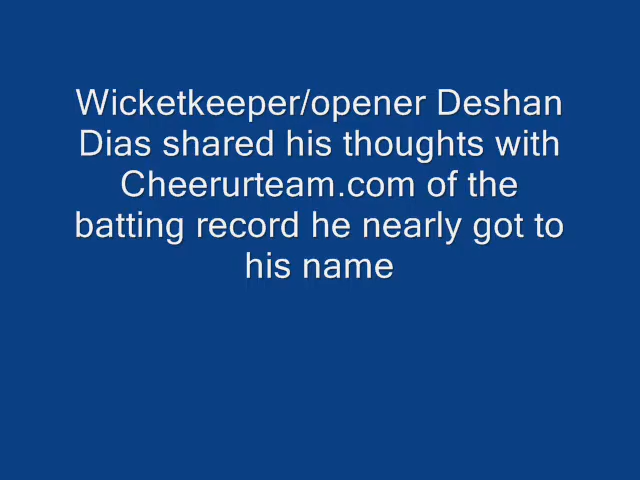 Wicketkeeper/opener Deshan
Dias shared his thoughts with
Cheerurteam.com of the
batting record he nearly got to
his name